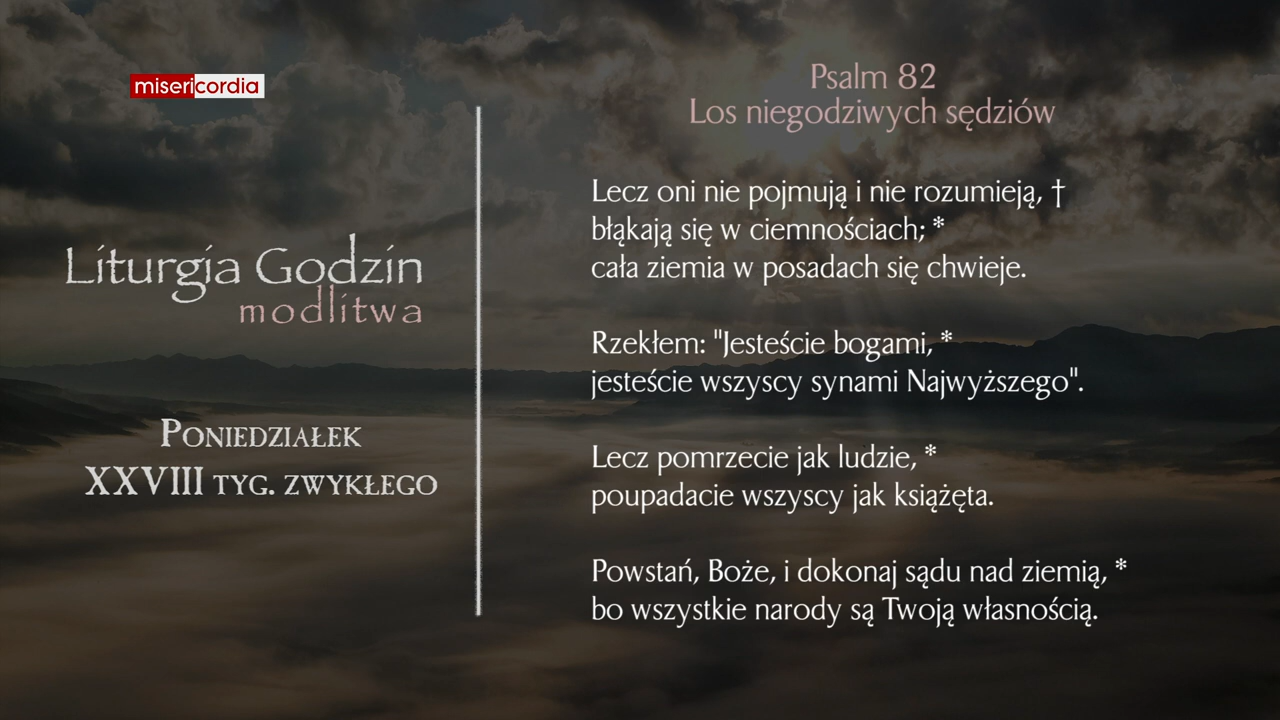 misericordia
Liturgia Godzin
modlitwa
Poniedziałek
XXVIII tyg. zwykłego
Psalm 82
Los niegodziwych sędziów
Lecz oni nie pojmują i nie rozumieją, †
błąkają się w ciemnościach; *
cała ziemia w posadach się chwieje.
Rzekłem: "Jesteście bogami, *
jesteście wszyscy synami Najwyższego".
Lecz pomrzecie jak ludzie, *
poupadacie wszyscy jak książęta.
Powstań, Boże, i dokonaj sądu nad ziemią, *
bo wszystkie narody są Twoją własnością.